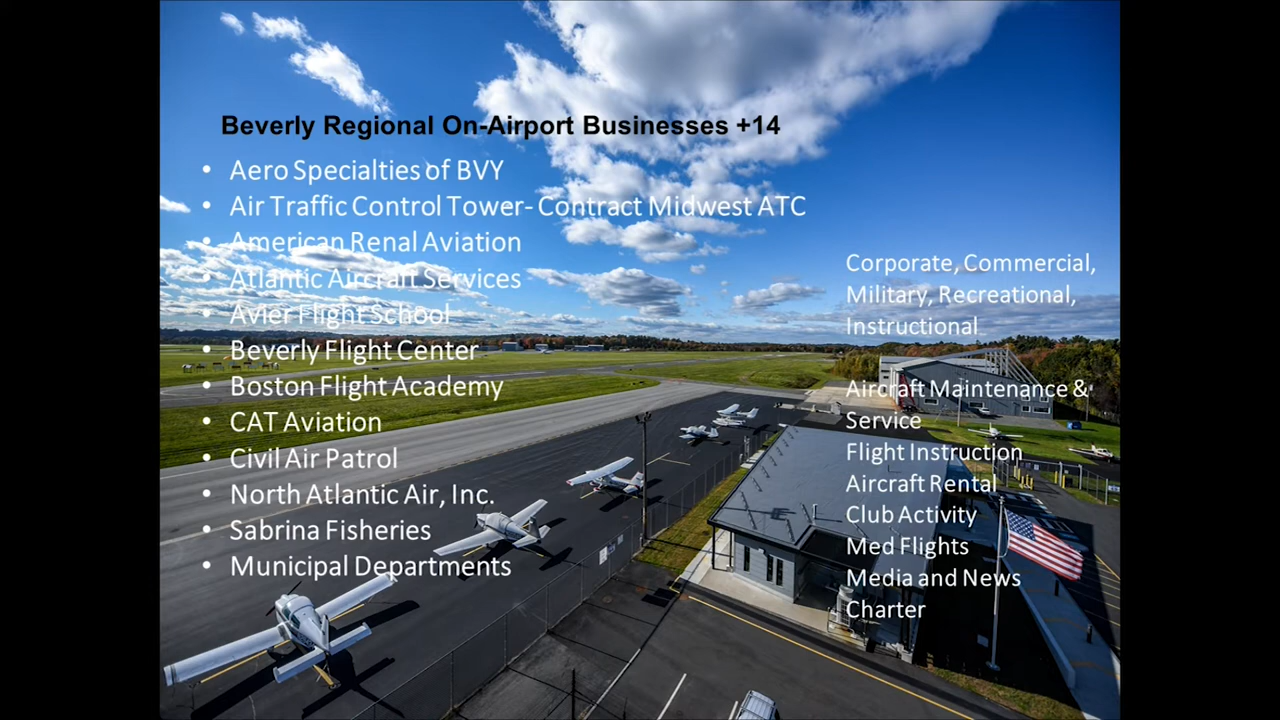 Beverly Regional On-Airport Businesses +14
• Aero Specialties of BVY
• Air Traffic Control Tower- Contract Midwest ATC
• American Renal Aviation
• Atlantic Aircraft Services
• Avier Flight School
• Beverly Flight Center
• Boston Flight Academy
• CAT Aviation
• Civil Air Patrol
• North Atlantic Air, Inc.
• Sabrina Fisheries
• Municipal Departments
Corporate, Commercial,
Military, Recreational,
Instructional
Aircraft Maintenance &
Service
Flight Instruction
Aircraft Rental
Club Activity
Med Flights
Media and News
Charter